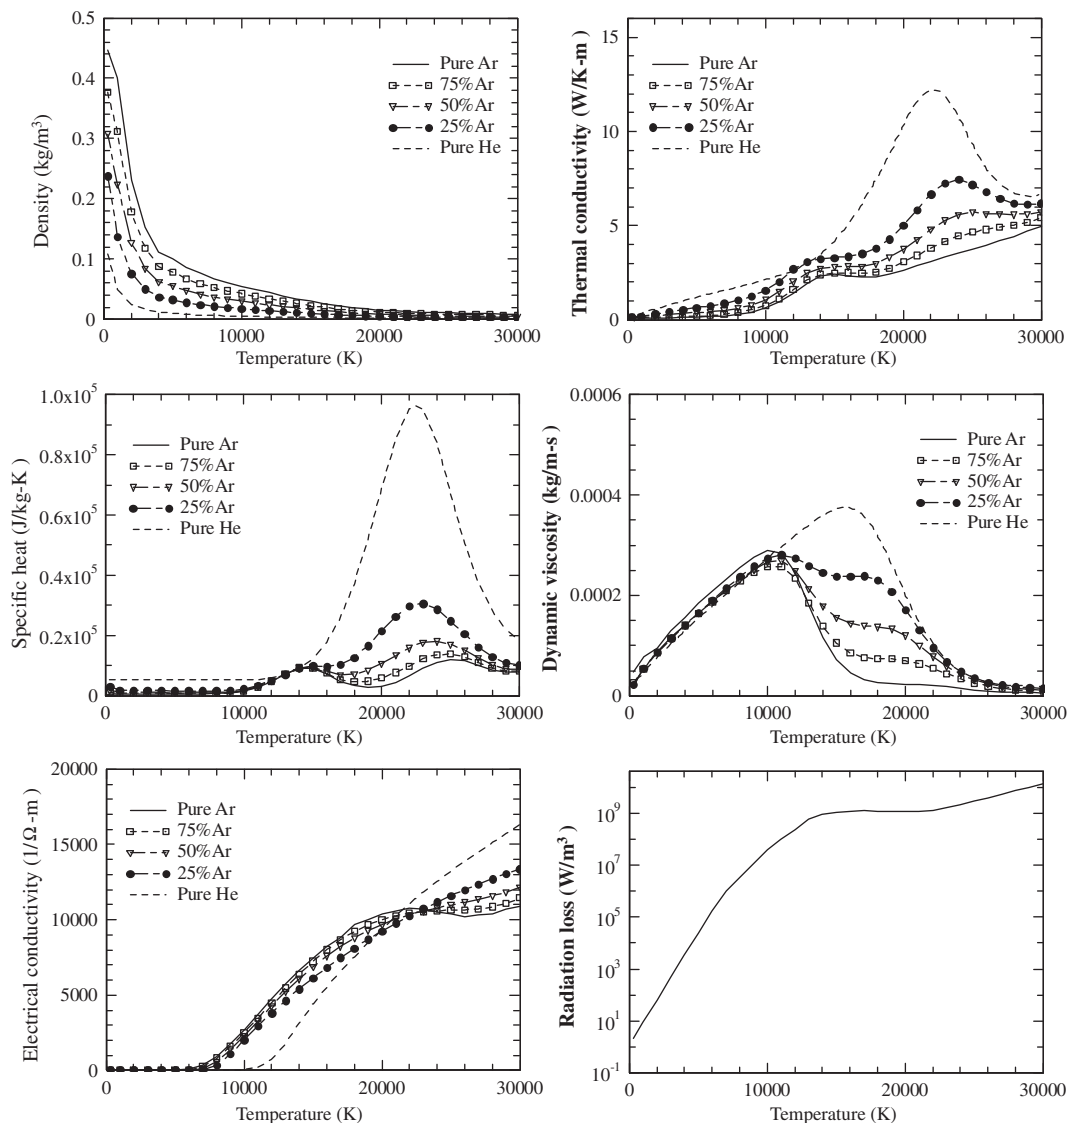 0.5
0.4
0.3
0.2
0.1
0
Density (kg/m³)
Pure Ar
75%Ar
50%Ar
25%Ar
Pure He
0 10000 20000 30000
Temperature (K)
15
10
5
0
Thermal conductivity (W/K-m)
Pure Ar
75%Ar
50%Ar
25%Ar
Pure He
0 10000 20000 30000
Temperature (K)
1.0x10⁵
0.8x10⁵
0.6x10⁵
0.4x10⁵
0.2x10⁵
0
Specific heat (J/kg-K )
Pure Ar
75%Ar
50%Ar
25%Ar
Pure He
0 10000 20000 30000
Temperature (K)
0.0006
0.0004
0.0002
0
Dynamic viscosity (kg/m-s)
Pure Ar
75%Ar
50%Ar
25%Ar
Pure He
0 10000 20000 30000
Temperature (K)
20000
15000
10000
5000
0
Electrical conductivity (1/Ω-m)
Pure Ar
75%Ar
50%Ar
25%Ar
Pure He
0 10000 20000 30000
Temperature (K)
10⁹
10⁷
10⁵
10³
10¹
10⁻¹
Radiation loss (W/m³)
0 10000 20000 30000
Temperature (K)